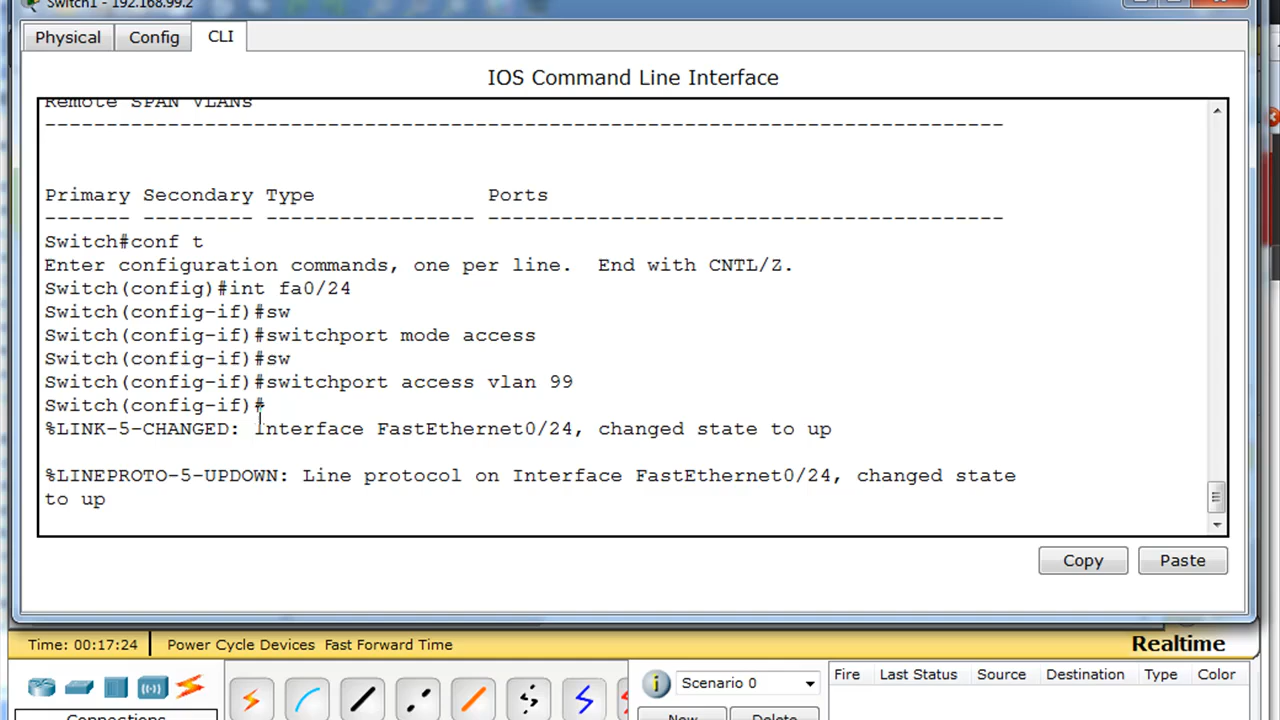 Switch1 - 192.168.99.2
Physical
Config
CLI
IOS Command Line Interface
Remote SPAN VLANs
------------------------------------------------------------------------------
Primary Secondary Type Ports
------- --------- ----------------- ------------------------------------------
Switch#conf t
Enter configuration commands, one per line. End with CNTL/Z.
Switch(config)#int fa0/24
Switch(config-if)#sw
Switch(config-if)#switchport mode access
Switch(config-if)#sw
Switch(config-if)#switchport access vlan 99
Switch(config-if)#
%LINK-5-CHANGED: Interface FastEthernet0/24, changed state to up
%LINEPROTO-5-UPDOWN: Line protocol on Interface FastEthernet0/24, changed state
to up
Copy
Paste
Time: 00:17:24
Power Cycle Devices Fast Forward Time
Realtime
Scenario 0
Fire
Last Status
Source
Destination
Type
Color
Connections
New
Delete